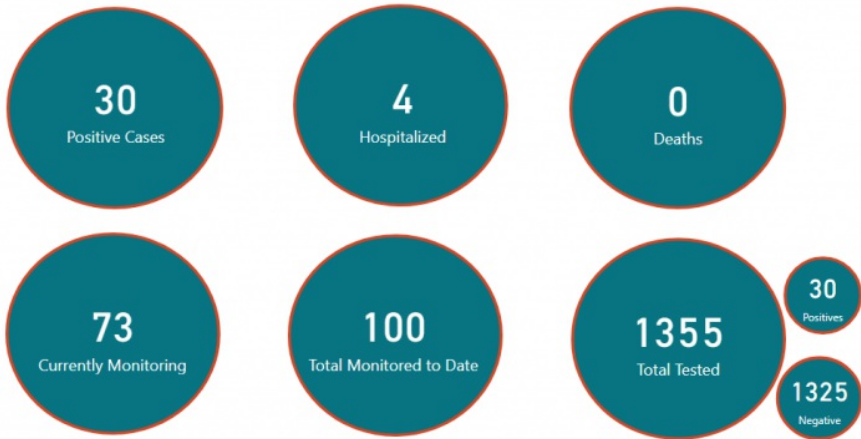 30
Positive Cases
4
Hospitalized
0
Deaths
73
Currently Monitoring
100
Total Monitored to Date
1355
Total Tested
30
Positives
1325
Negative